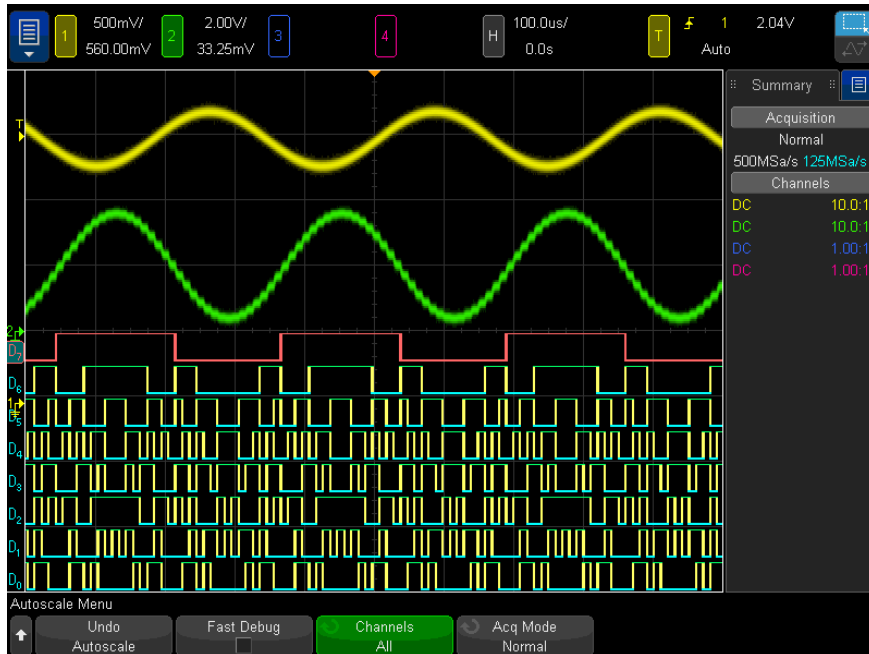 1 500mV/ 560.00mV
2 2.00V/ 33.25mV
3
4
H 100.0us/ 0.0s
T 1 2.04V Auto
Summary
Acquisition
Normal
500MSa/s 125MSa/s
Channels
DC 10.0:1
DC 10.0:1
DC 1.00:1
DC 1.00:1
T
2
D7
D6
1
D5
D4
D3
D2
D1
D0
Autoscale Menu
Undo Autoscale
Fast Debug
Channels All
Acq Mode Normal